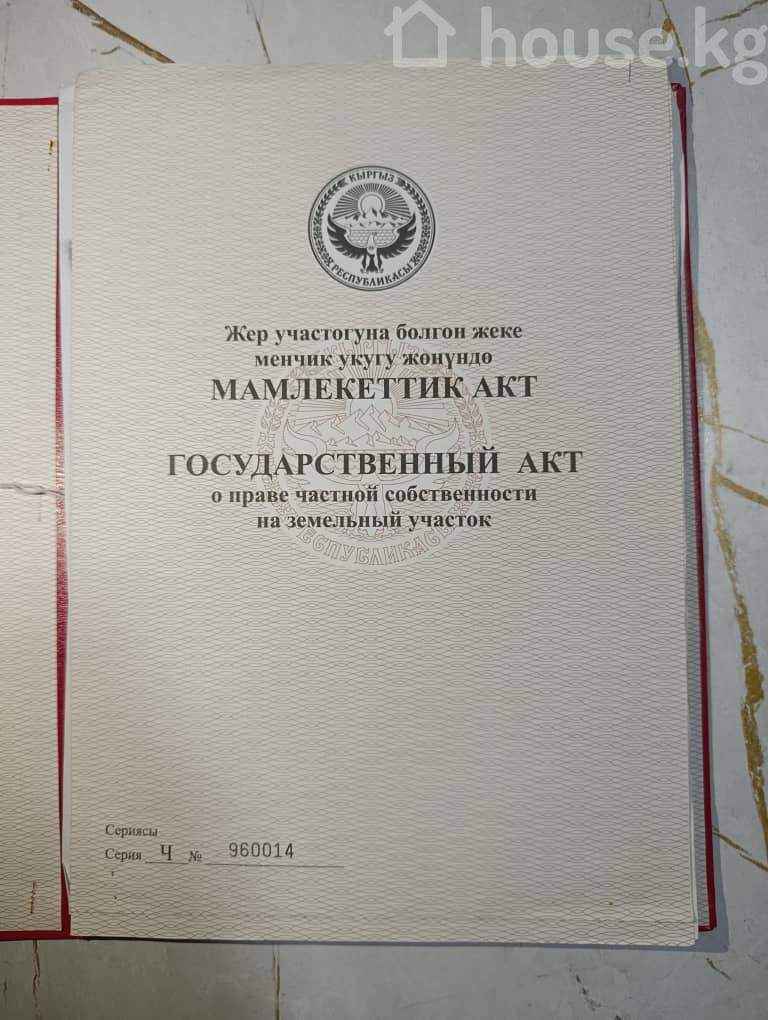 house.kg
КЫРГЫЗ
РЕСПУБЛИКАСЫ
Жер участогуна болгон жеке
менчик укугу жөнүндө
МАМЛЕКЕТТИК АКТ
ГОСУДАРСТВЕННЫЙ АКТ
о праве частной собственности
на земельный участок
РЕСПУБЛИКАСЫ
Сериясы
Серия Ч № 960014